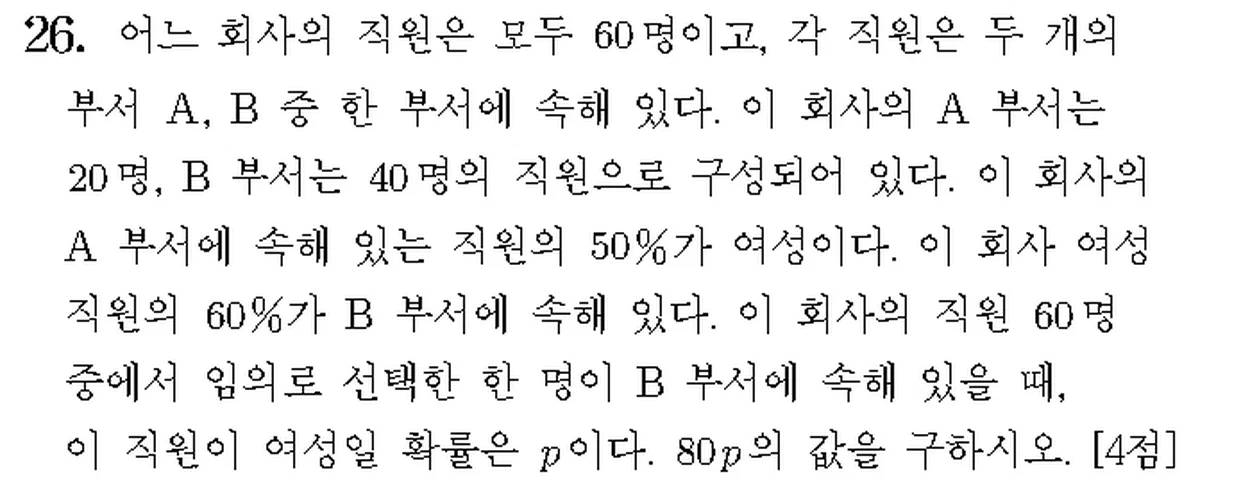 26. 어느 회사의 직원은 모두 60명이고, 각 직원은 두 개의
부서 A, B 중 한 부서에 속해 있다. 이 회사의 A 부서는
20명, B 부서는 40명의 직원으로 구성되어 있다. 이 회사의
A 부서에 속해 있는 직원의 50%가 여성이다. 이 회사 여성
직원의 60%가 B 부서에 속해 있다. 이 회사의 직원 60명
중에서 임의로 선택한 한 명이 B 부서에 속해 있을 때,
이 직원이 여성일 확률은 p이다. 80p의 값을 구하시오. [4점]